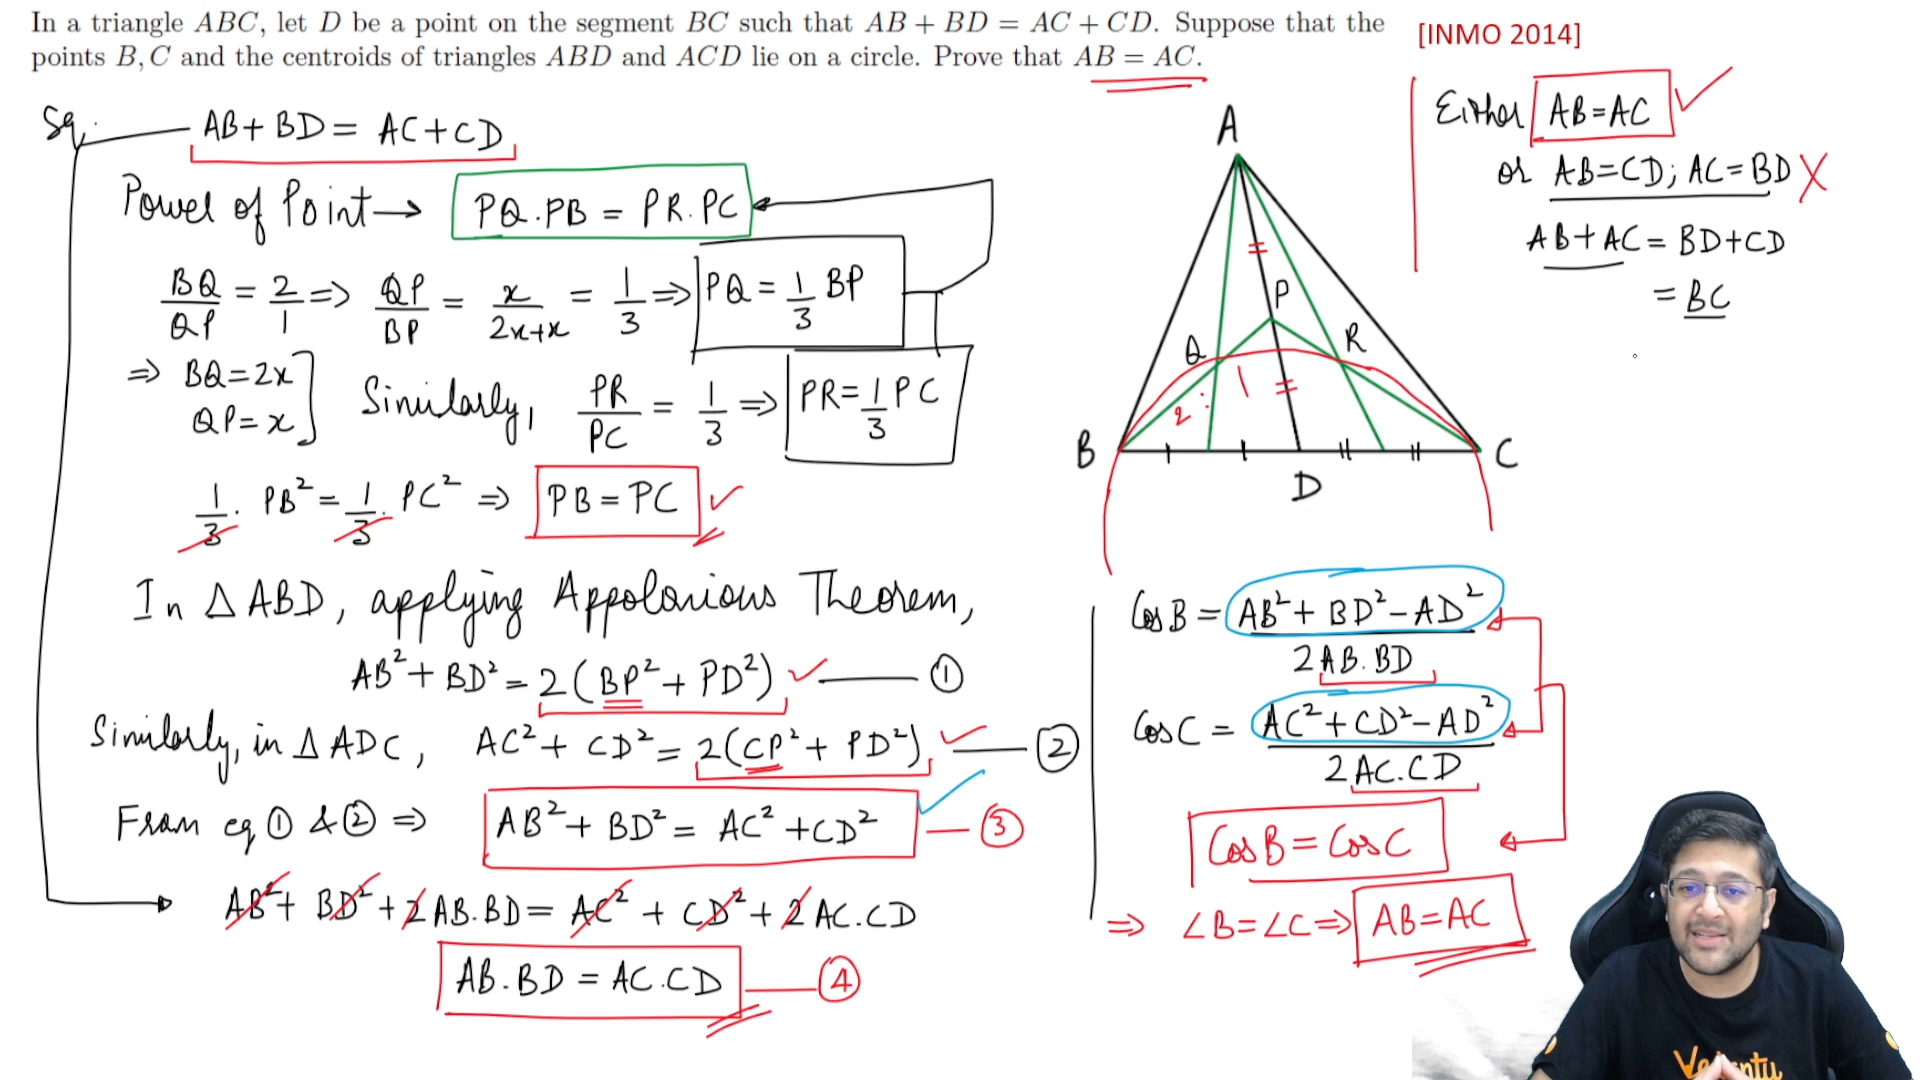 In a triangle ABC, let D be a point on the segment BC such that AB + BD = AC + CD. Suppose that the
points B, C and the centroids of triangles ABD and ACD lie on a circle. Prove that AB = AC.
[INMO 2014]
AB + BD = AC + CD
Power of Point → PQ.PB = PR.PC
BQ/QP = 2/1 => QP/BP = x/2x+x = 1/3 => PQ = 1/3 BP
=> BQ = 2x
QP = x
Similarly, PR/PC = 1/3 => PR = 1/3 PC
1/3 . PB² = 1/3 . PC² => PB = PC ✓
In △ ABD, applying Appolonious Theorem,
AB² + BD² = 2(BP² + PD²) ✓ — ①
Similarly, in △ ADC, AC² + CD² = 2(CP² + PD²) ✓ — ②
From eq ① & ② => AB² + BD² = AC² + CD² ✓ — ③
AB² + BD² + 2AB.BD = AC² + CD² + 2AC.CD
AB.BD = AC.CD — ④
A
P
Q
R
2 : 1
B
D
C
Either AB = AC ✓
or AB = CD; AC = BD X
AB + AC = BD + CD
= BC
Cos B = AB² + BD² - AD² / 2AB.BD
Cos C = AC² + CD² - AD² / 2AC.CD
Cos B = Cos C
=> ∠B = ∠C => AB = AC